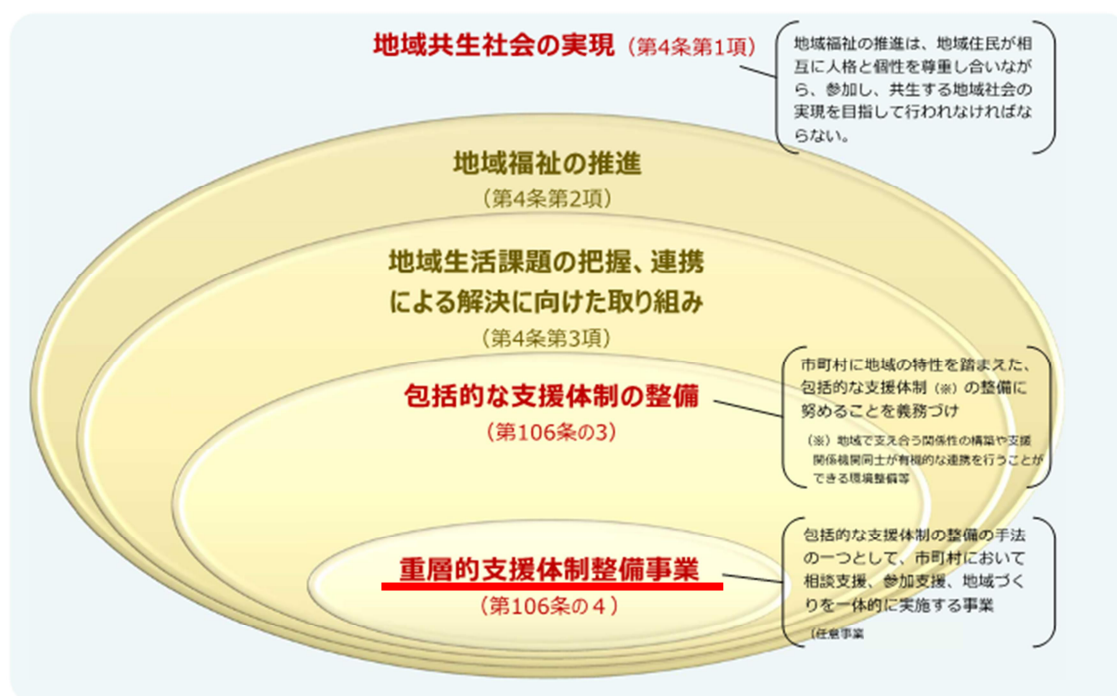 地域共生社会の実現（第4条第1項）
地域福祉の推進は、地域住民が相
互に人格と個性を尊重し合いなが
ら、参加し、共生する地域社会の
実現を目指して行われなければな
らない。
地域福祉の推進
（第4条第2項）
地域生活課題の把握、連携
による解決に向けた取り組み
（第4条第3項）
包括的な支援体制の整備
（第106条の3）
市町村に地域の特性を踏まえた、
包括的な支援体制（※）の整備に
努めることを義務づけ
（※）地域で支え合う関係性の構築や支援
関係機関同士が有機的な連携を行うことが
できる環境整備等
重層的支援体制整備事業
（第106条の４）
包括的な支援体制の整備の手法
の一つとして、市町村において
相談支援、参加支援、地域づく
りを一体的に実施する事業
（任意事業